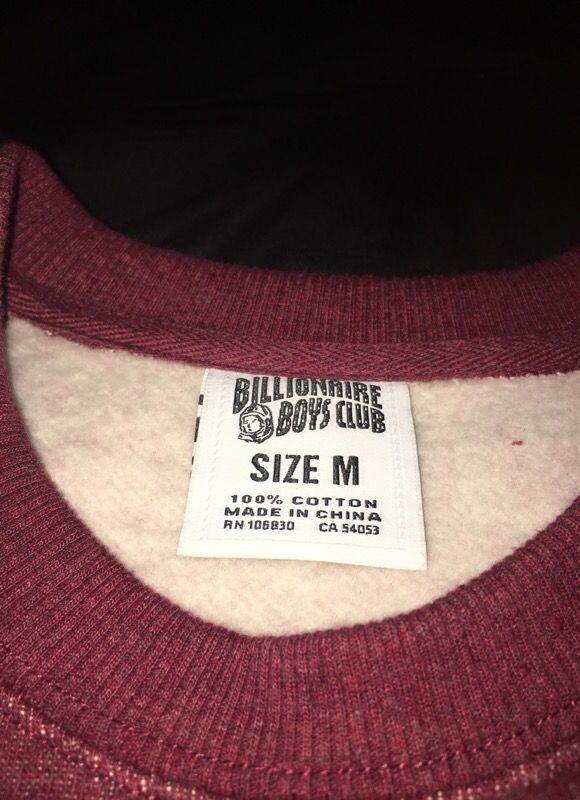 BILLIONAIRE
BOYS CLUB
SIZE M
100% COTTON
MADE IN CHINA
RN 106830 CA 54053